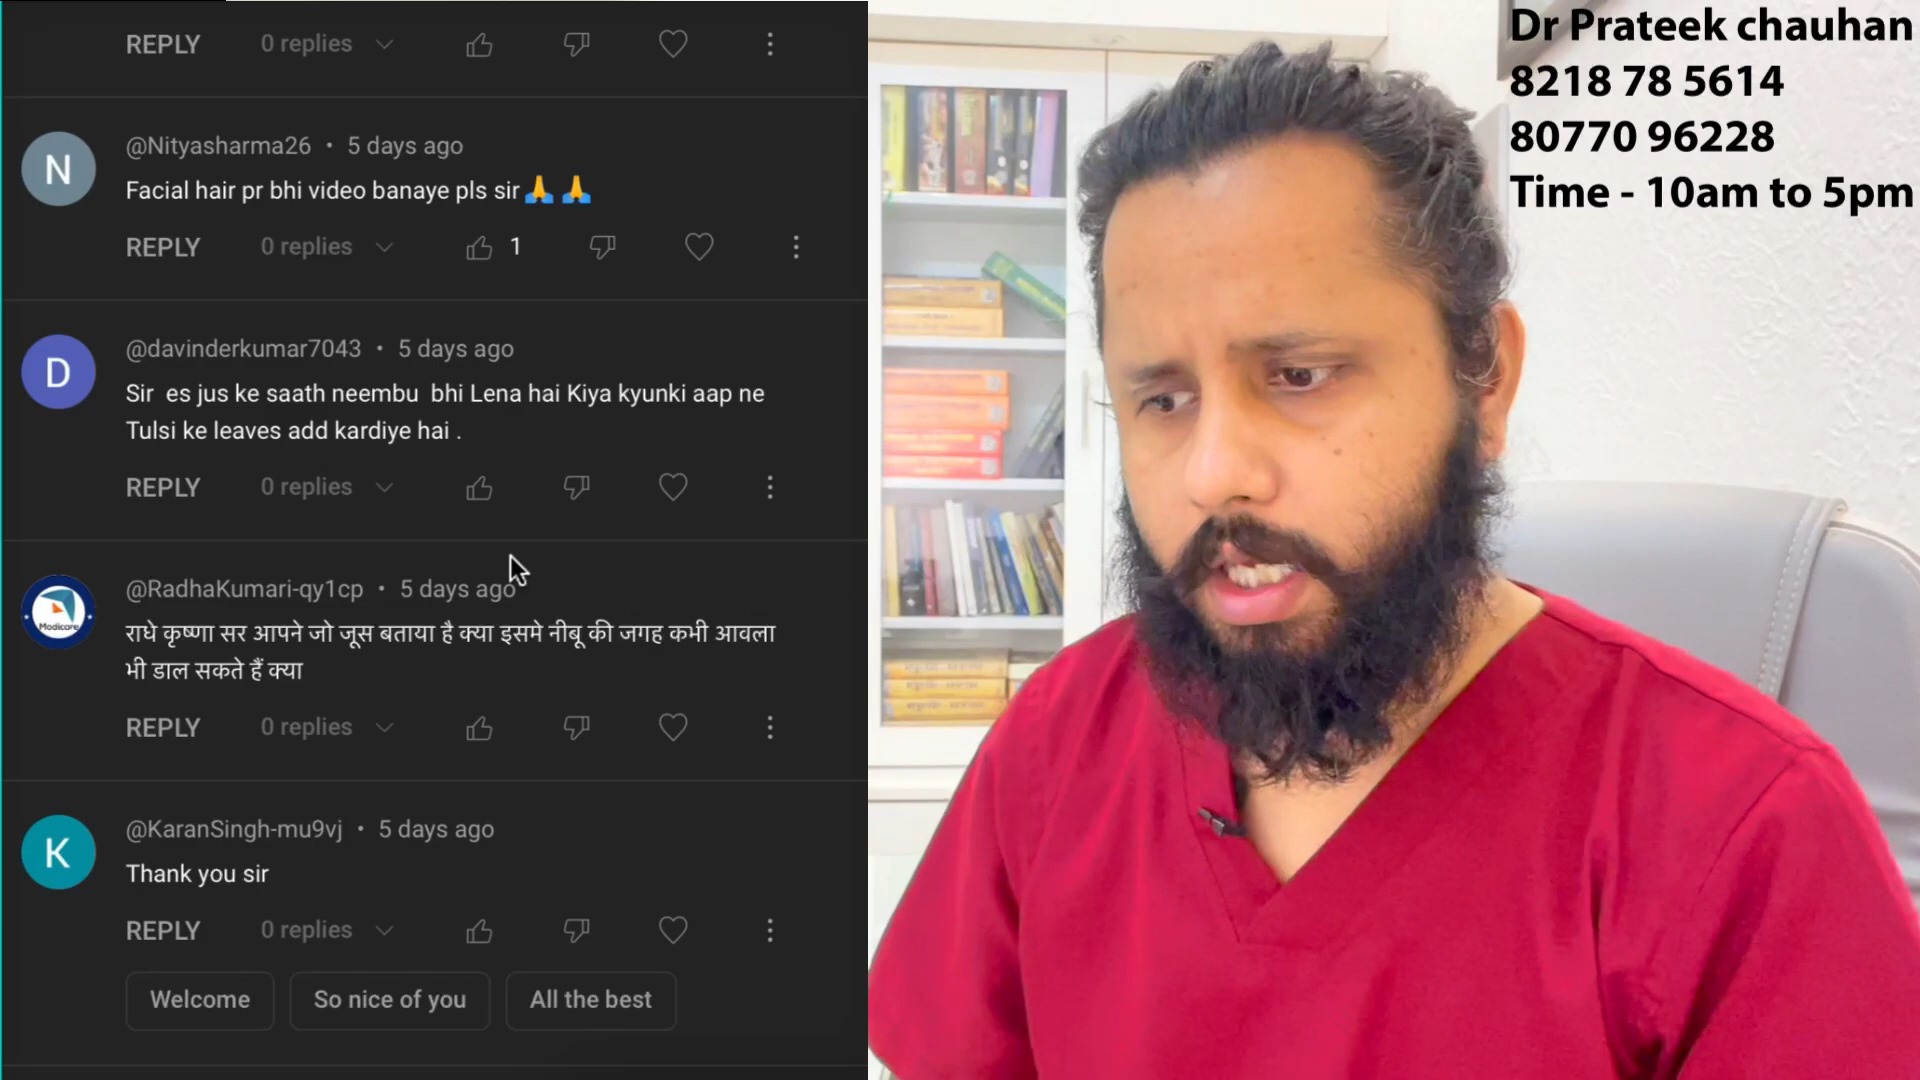 REPLY 0 replies
@Nityasharma26 • 5 days ago
N
Facial hair pr bhi video banaye pls sir🙏 🙏
REPLY 0 replies 1
@davinderkumar7043 • 5 days ago
D
Sir es jus ke saath neembu bhi Lena hai Kiya kyunki aap ne
Tulsi ke leaves add kardiye hai .
REPLY 0 replies
@RadhaKumari-qy1cp • 5 days ago
Modicare
राधे कृष्णा सर आपने जो जूस बताया है क्या इसमे नीबू की जगह कभी आवला
भी डाल सकते हैं क्या
REPLY 0 replies
@KaranSingh-mu9vj • 5 days ago
K
Thank you sir
REPLY 0 replies
Welcome So nice of you All the best
Dr Prateek chauhan
8218 78 5614
80770 96228
Time - 10am to 5pm